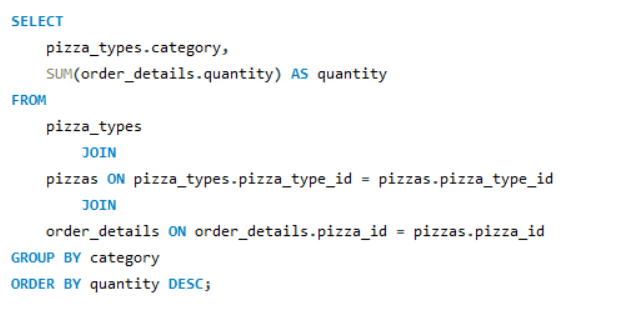 SELECT
pizza_types.category,
SUM(order_details.quantity) AS quantity
FROM
pizza_types
JOIN
pizzas ON pizza_types.pizza_type_id = pizzas.pizza_type_id
JOIN
order_details ON order_details.pizza_id = pizzas.pizza_id
GROUP BY category
ORDER BY quantity DESC;